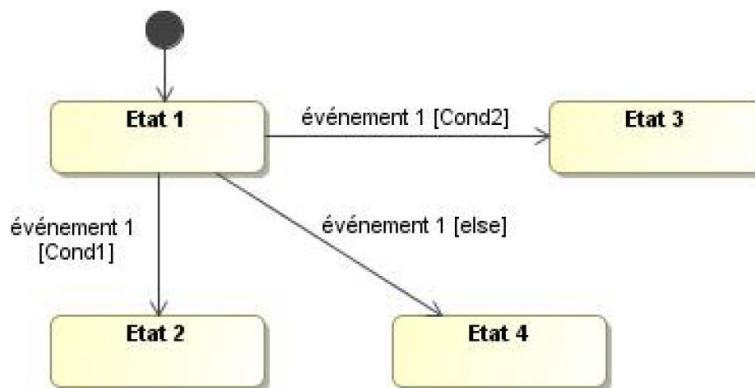 Etat 1
événement 1 [Cond2]
Etat 3
événement 1
[Cond1]
événement 1 [else]
Etat 2
Etat 4